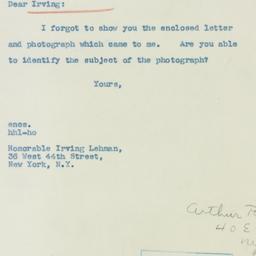 Dear Irving:
I forgot to show you the enclosed letter
and photograph which came to me. Are you able
to identify the subject of the photograph?
Yours,
encs.
hhl-ho
Honorable Irving Lehman,
36 West 44th Street,
New York, N.Y.
Arthur
40 E